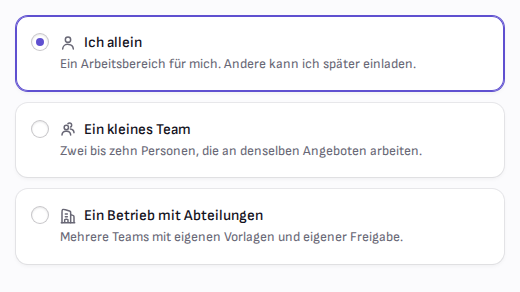 Ich allein
Ein Arbeitsbereich für mich. Andere kann ich später einladen.
Ein kleines Team
Zwei bis zehn Personen, die an denselben Angeboten arbeiten.
Ein Betrieb mit Abteilungen
Mehrere Teams mit eigenen Vorlagen und eigener Freigabe.